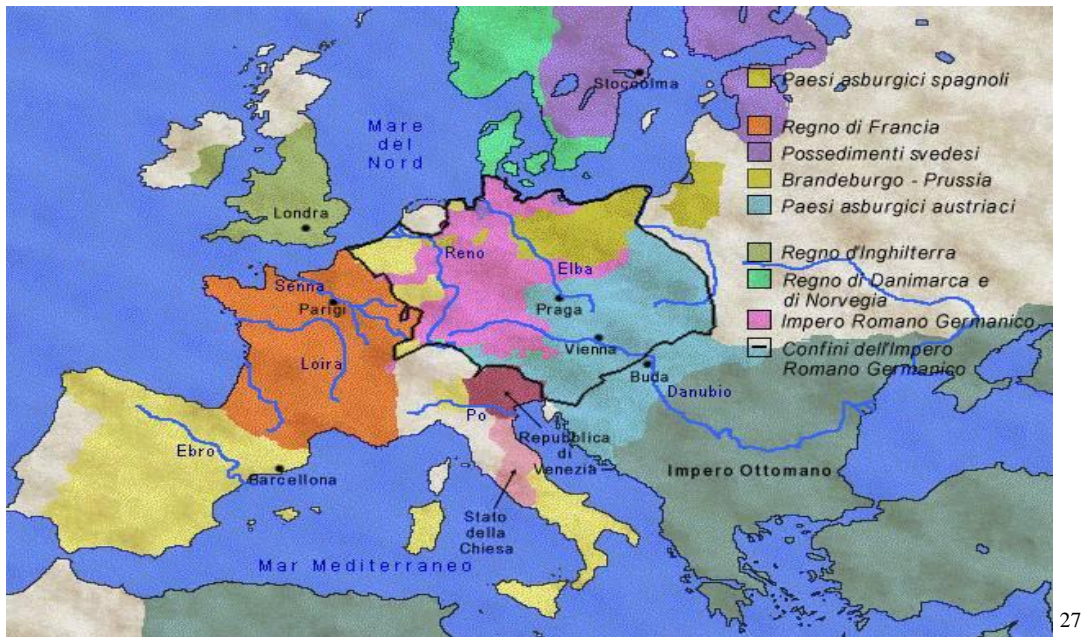 Stoccolma
Mare
del
Nord
Londra
Reno
Elba
Senna
Parigi
Praga
Loira
Vienna
Buda
Danubio
Po
Ebro
Barcellona
Repubblica
di
Venezia
Impero Ottomano
Stato
della
Chiesa
Mar Mediterraneo
Paesi asburgici spagnoli
Regno di Francia
Possedimenti svedesi
Brandeburgo - Prussia
Paesi asburgici austriaci
Regno d'Inghilterra
Regno di Danimarca e
di Norvegia
Impero Romano Germanico
Confini dell'Impero
Romano Germanico
27